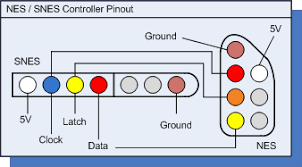 NES / SNES Controller Pinout
Ground
5V
SNES
5V
Latch
Clock
Ground
Data
NES